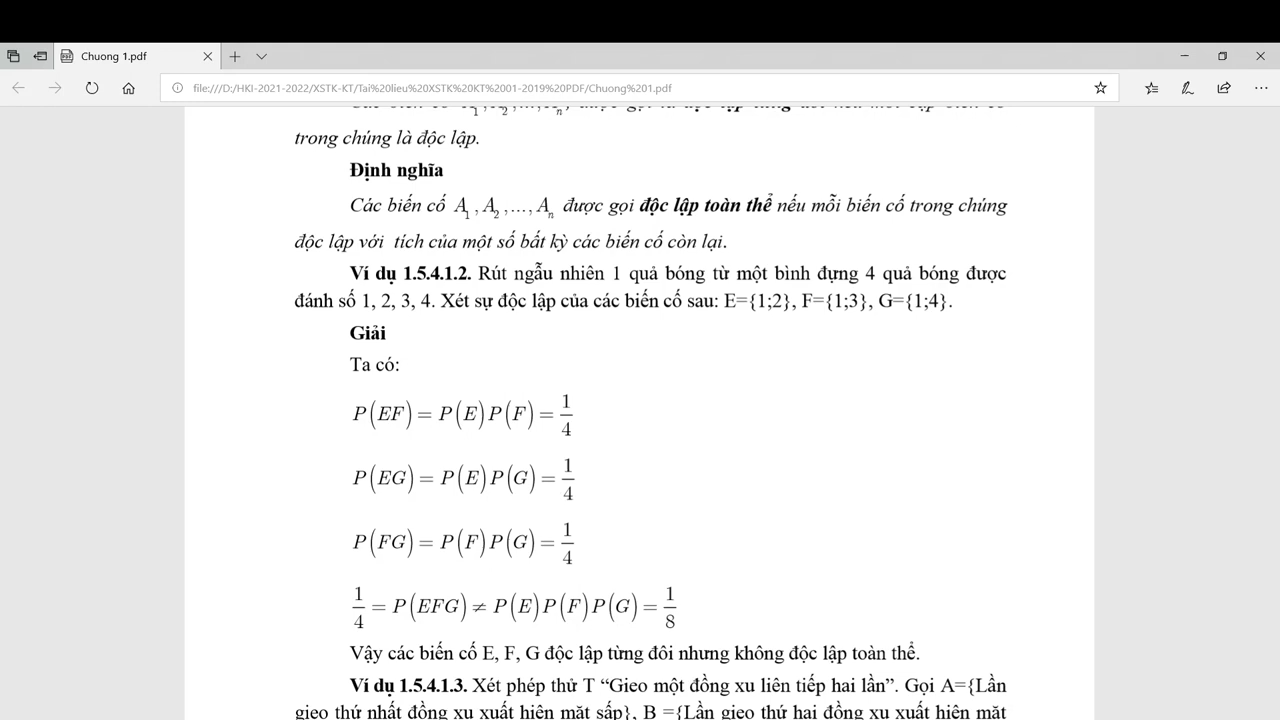 Chuong 1.pdf
file:///D:/HKI-2021-2022/XSTK-KT/Tai%20lieu%20XSTK%20KT%2001-2019%20PDF/Chuong%201.pdf
trong chúng là độc lập.
Định nghĩa
Các biến cố A₁, A₂, ..., Aₙ được gọi độc lập toàn thể nếu mỗi biến cố trong chúng
độc lập với tích của một số bất kỳ các biến cố còn lại.
Ví dụ 1.5.4.1.2. Rút ngẫu nhiên 1 quả bóng từ một bình đựng 4 quả bóng được
đánh số 1, 2, 3, 4. Xét sự độc lập của các biến cố sau: E={1;2}, F={1;3}, G={1;4}.
Giải
Ta có:
P(EF) = P(E)P(F) = 1/4
P(EG) = P(E)P(G) = 1/4
P(FG) = P(F)P(G) = 1/4
1/4 = P(EFG) ≠ P(E)P(F)P(G) = 1/8
Vậy các biến cố E, F, G độc lập từng đôi nhưng không độc lập toàn thể.
Ví dụ 1.5.4.1.3. Xét phép thử T “Gieo một đồng xu liên tiếp hai lần”. Gọi A={Lần
gieo thứ nhất đồng xu xuất hiện mặt sấp}, B ={Lần gieo thứ hai đồng xu xuất hiện mặt